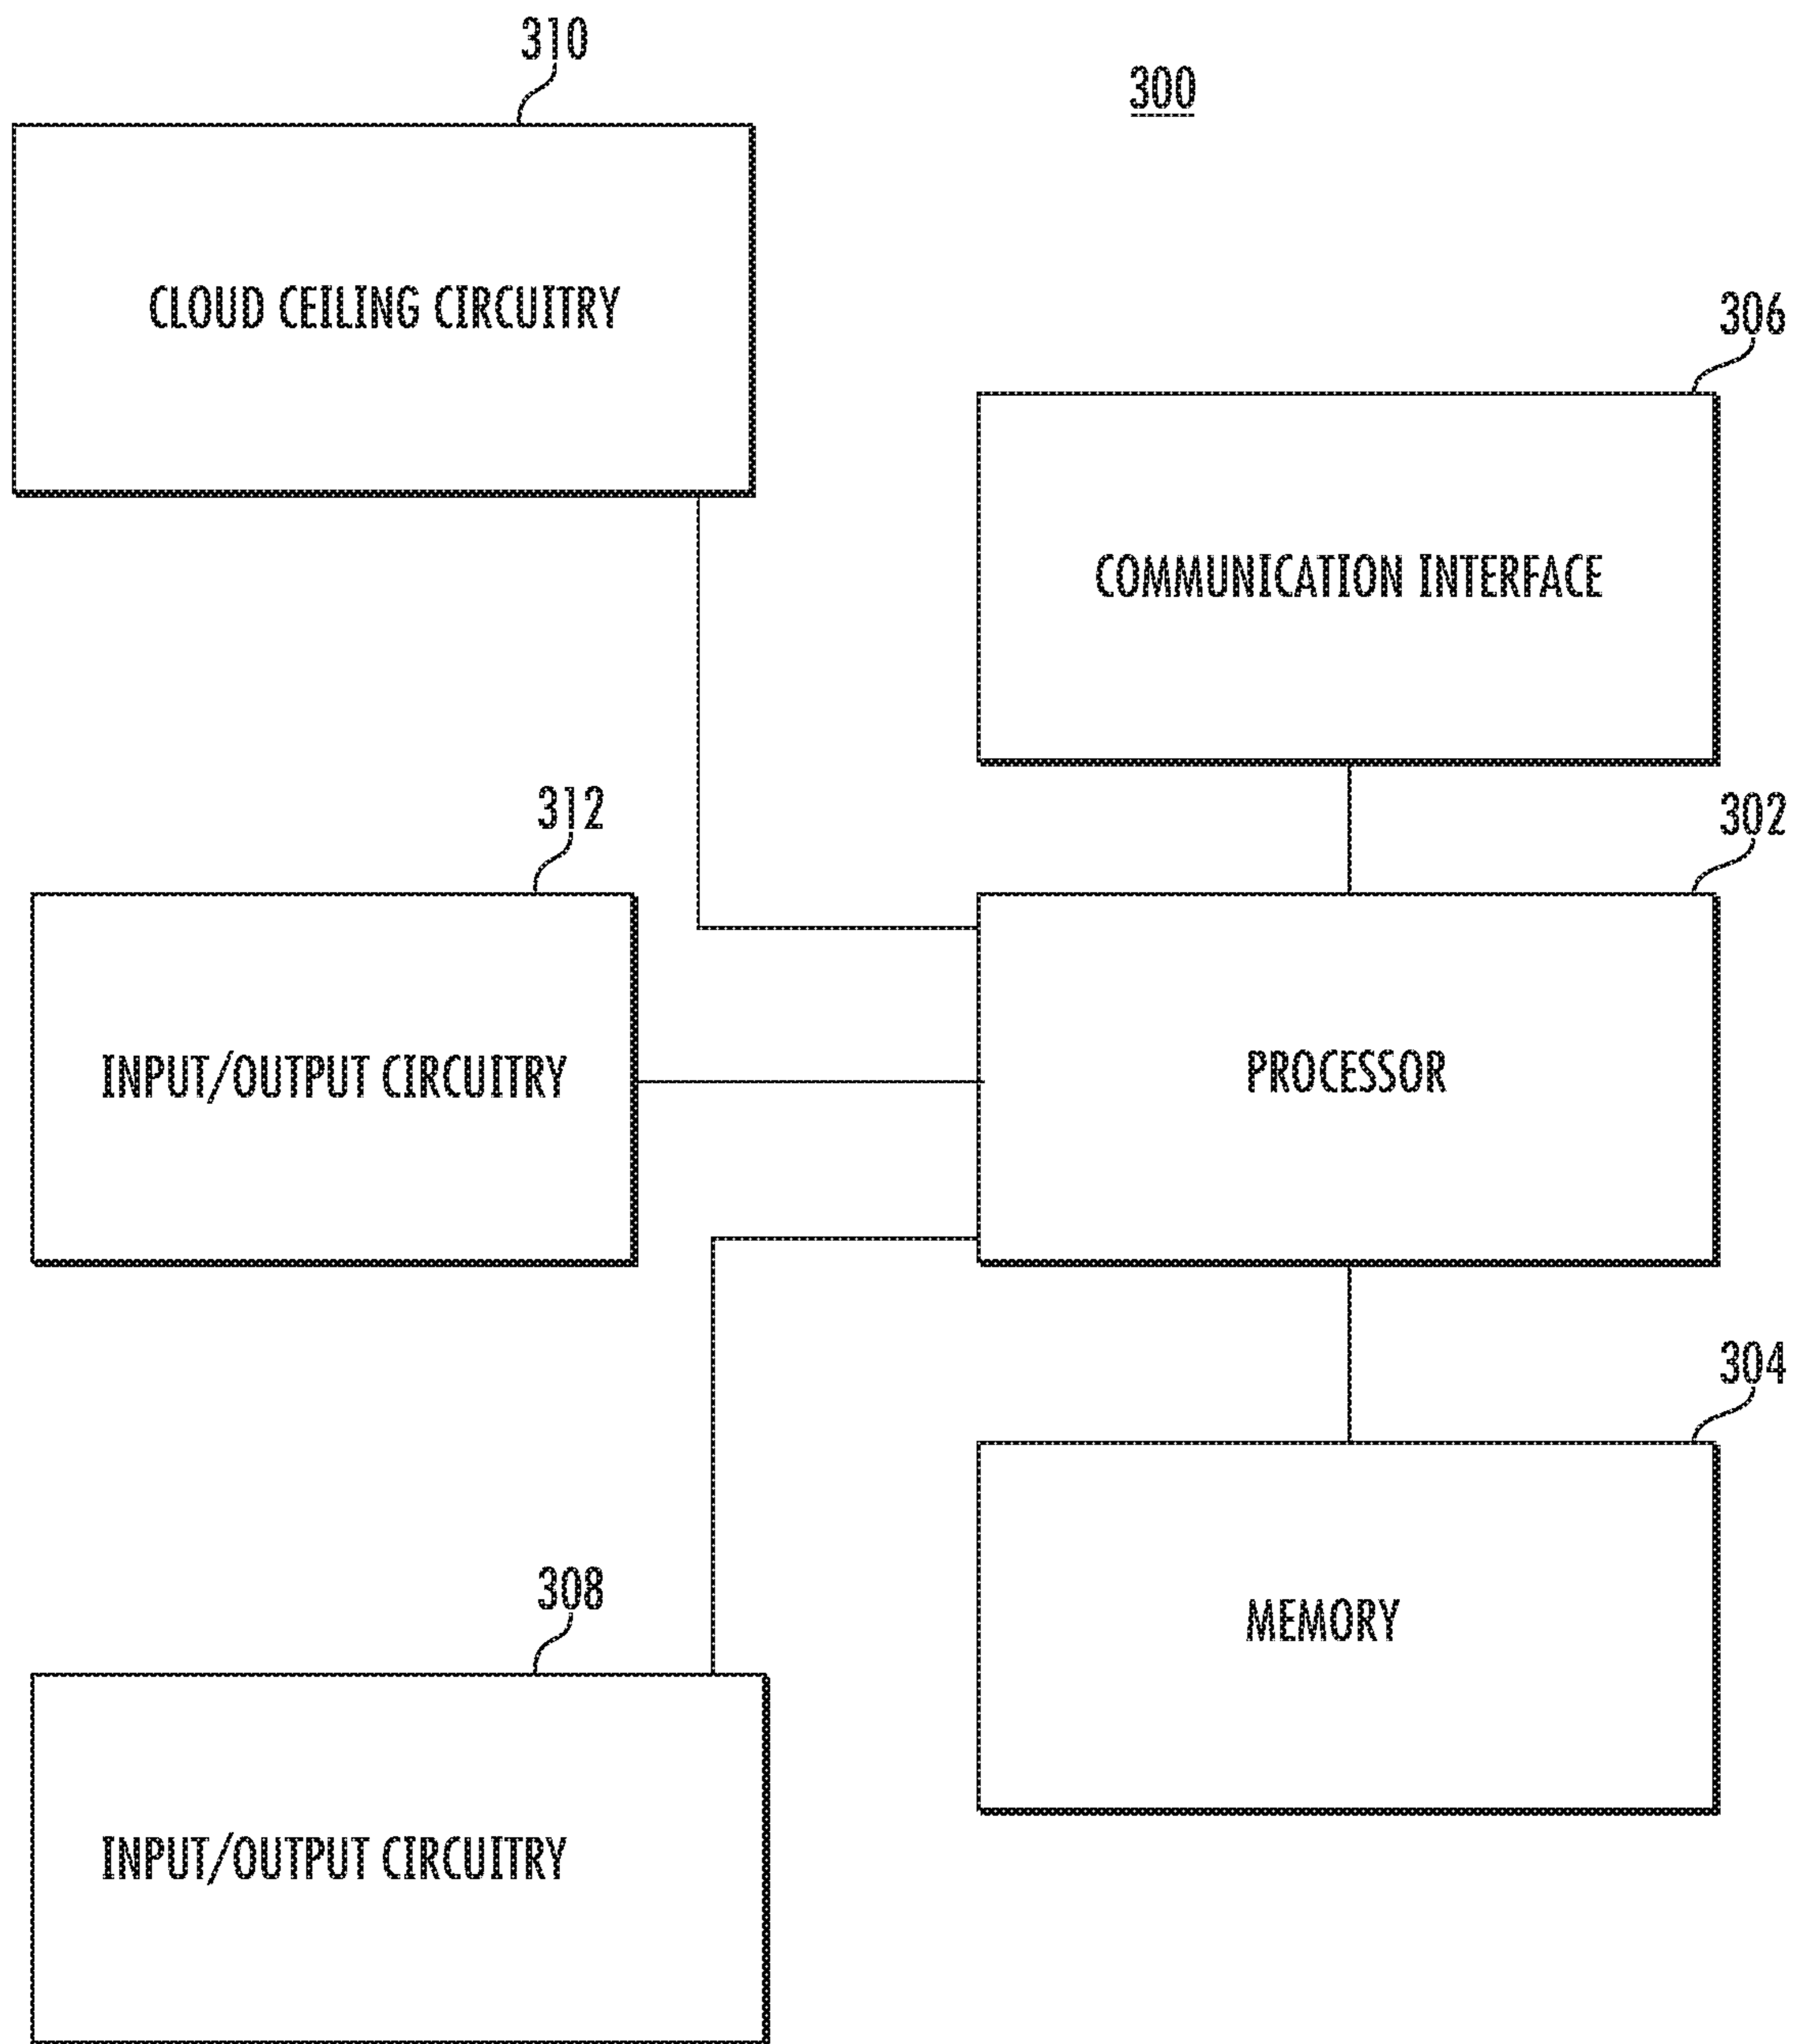 310
300
CLOUD CEILING CIRCUITRY
306
COMMUNICATION INTERFACE
312
302
INPUT/OUTPUT CIRCUITRY
PROCESSOR
304
308
MEMORY
INPUT/OUTPUT CIRCUITRY